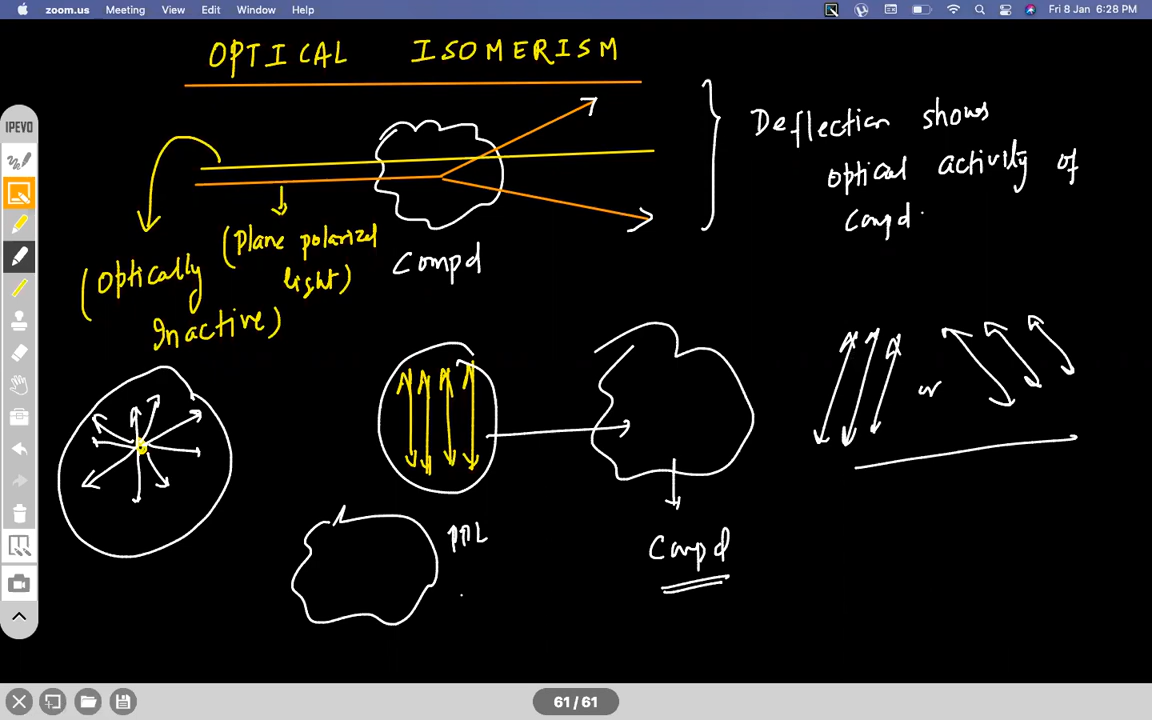 zoom.us Meeting View Edit Window Help Fri 8 Jan 6:28 PM
IPEVO
OPTICAL ISOMERISM
Deflection shows
optical activity of
Compd.
(Plane polarized
light)
Compd
(Optically
Inactive)
or
PPL
Compd
61/61